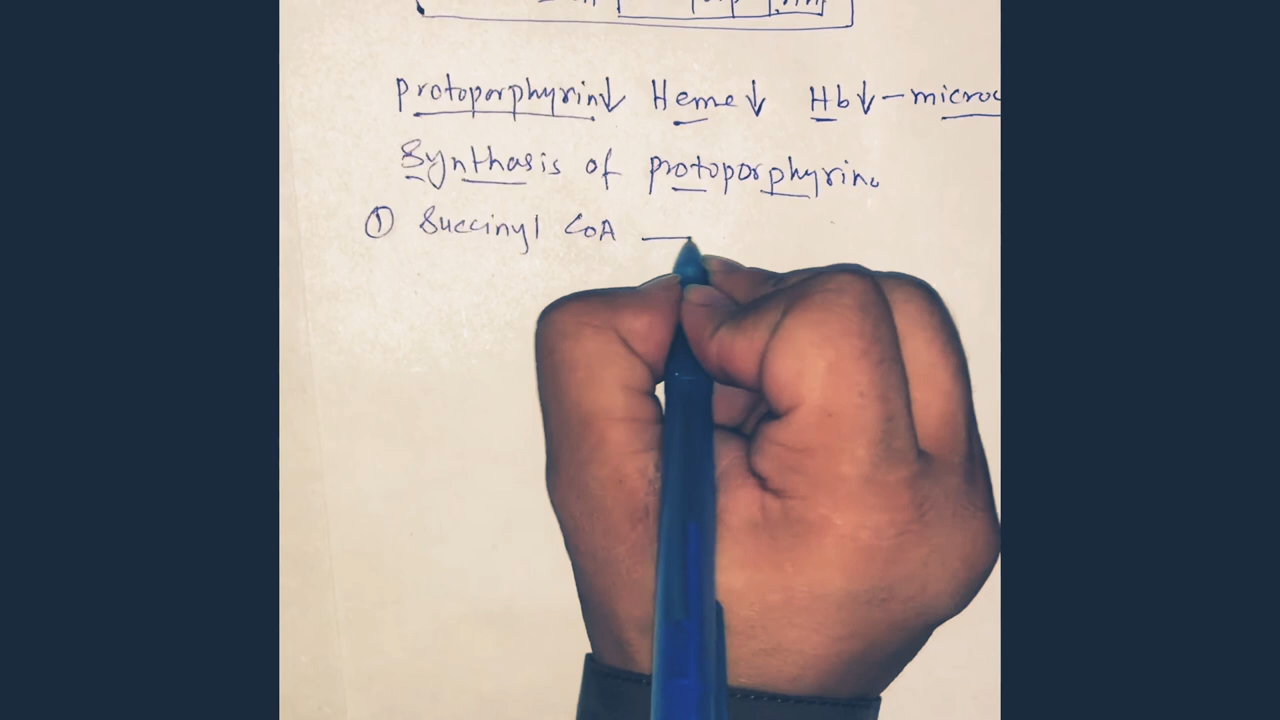 protoporphyrin↓ Heme↓ Hb↓ - microc
Synthasis of protoporphyrin.
① Succinyl CoA